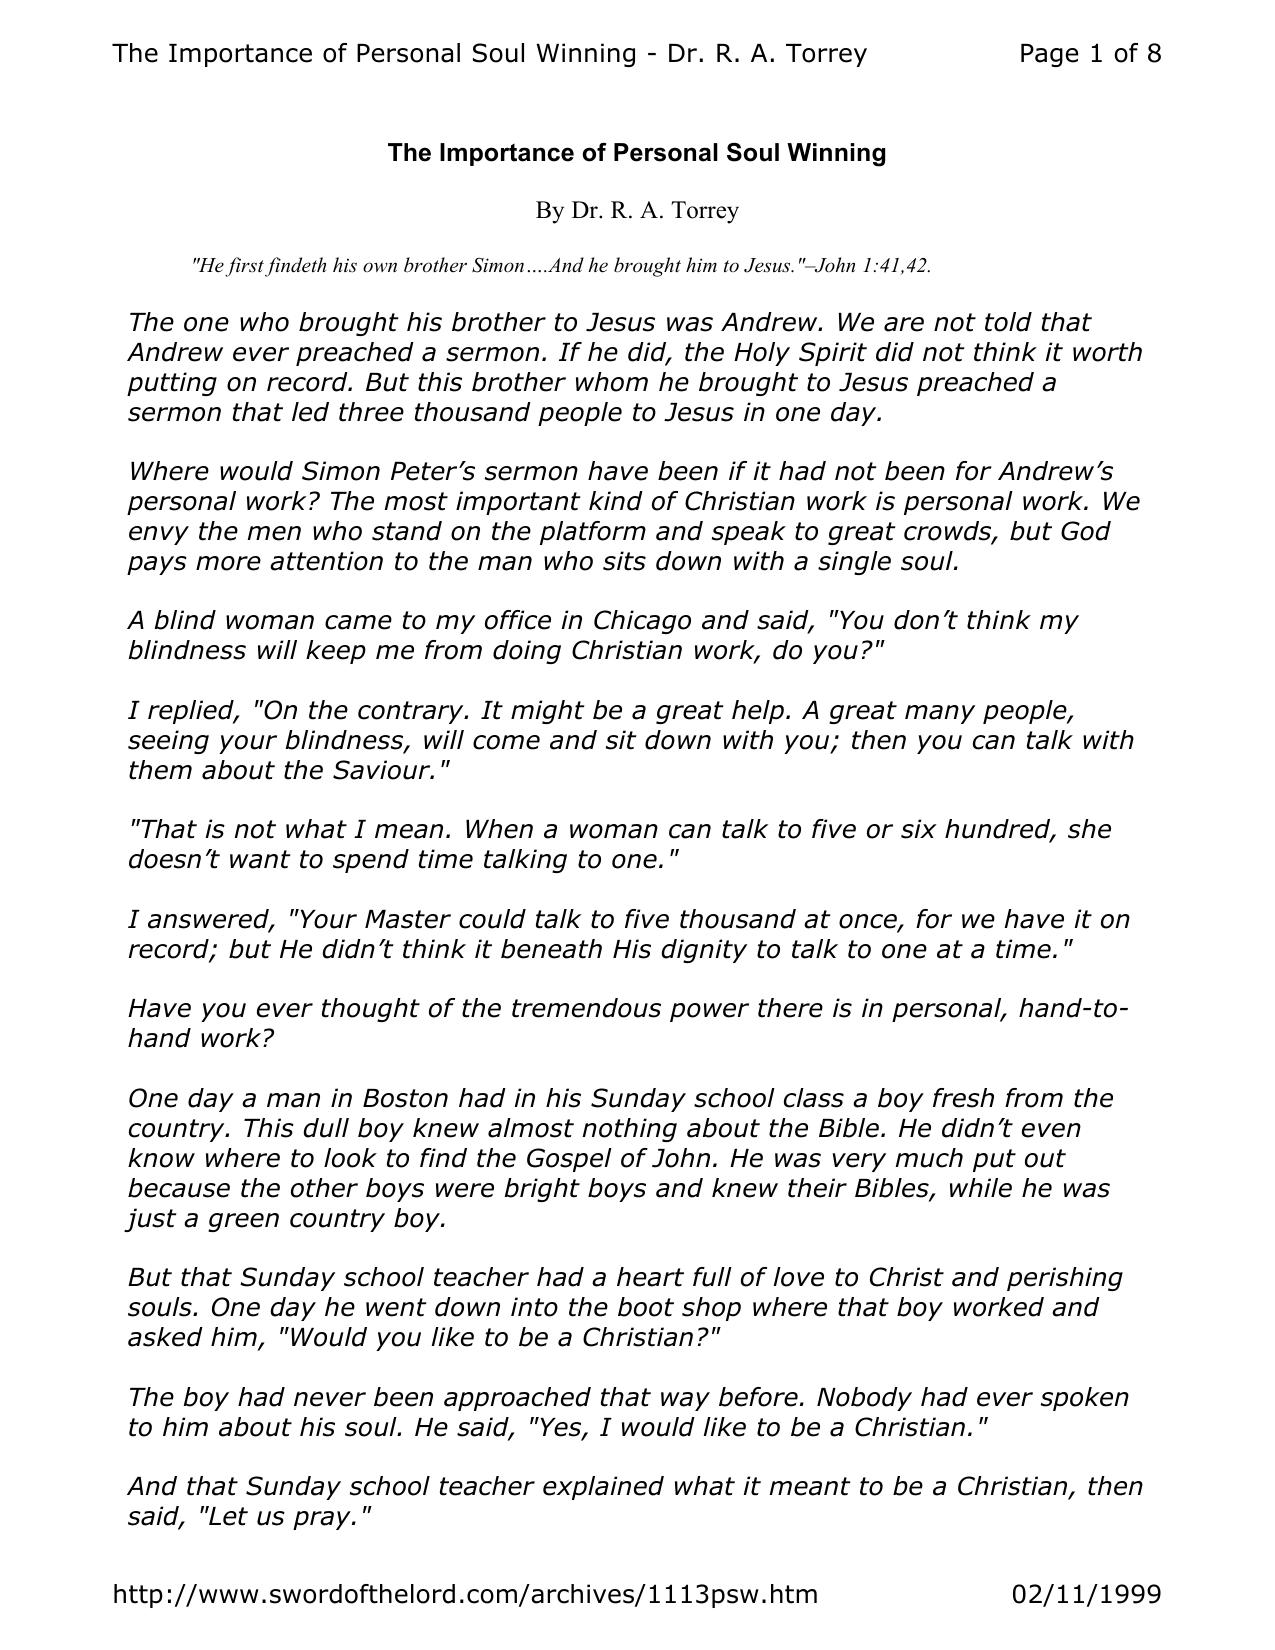 The Importance of Personal Soul Winning - Dr. R. A. Torrey Page 1 of 8
The Importance of Personal Soul Winning
By Dr. R. A. Torrey
"He first findeth his own brother Simon....And he brought him to Jesus."–John 1:41,42.
The one who brought his brother to Jesus was Andrew. We are not told that
Andrew ever preached a sermon. If he did, the Holy Spirit did not think it worth
putting on record. But this brother whom he brought to Jesus preached a
sermon that led three thousand people to Jesus in one day.
Where would Simon Peter’s sermon have been if it had not been for Andrew’s
personal work? The most important kind of Christian work is personal work. We
envy the men who stand on the platform and speak to great crowds, but God
pays more attention to the man who sits down with a single soul.
A blind woman came to my office in Chicago and said, "You don’t think my
blindness will keep me from doing Christian work, do you?"
I replied, "On the contrary. It might be a great help. A great many people,
seeing your blindness, will come and sit down with you; then you can talk with
them about the Saviour."
"That is not what I mean. When a woman can talk to five or six hundred, she
doesn’t want to spend time talking to one."
I answered, "Your Master could talk to five thousand at once, for we have it on
record; but He didn’t think it beneath His dignity to talk to one at a time."
Have you ever thought of the tremendous power there is in personal, hand-to-
hand work?
One day a man in Boston had in his Sunday school class a boy fresh from the
country. This dull boy knew almost nothing about the Bible. He didn’t even
know where to look to find the Gospel of John. He was very much put out
because the other boys were bright boys and knew their Bibles, while he was
just a green country boy.
But that Sunday school teacher had a heart full of love to Christ and perishing
souls. One day he went down into the boot shop where that boy worked and
asked him, "Would you like to be a Christian?"
The boy had never been approached that way before. Nobody had ever spoken
to him about his soul. He said, "Yes, I would like to be a Christian."
And that Sunday school teacher explained what it meant to be a Christian, then
said, "Let us pray."
http://www.swordofthelord.com/archives/1113psw.htm 02/11/1999